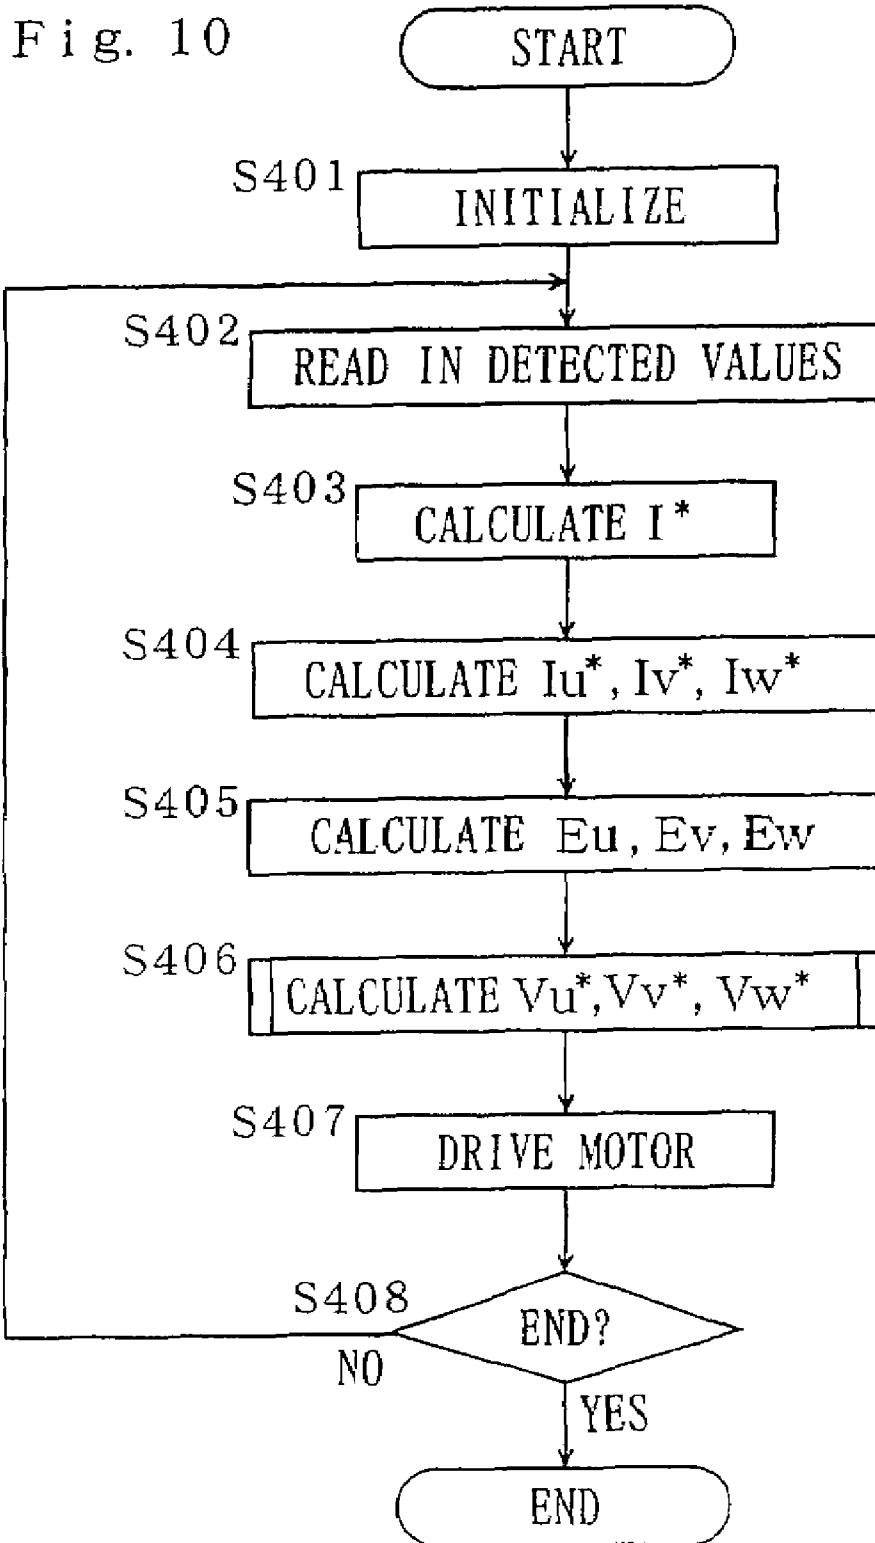 Fig. 10
START
S401
INITIALIZE
S402
READ IN DETECTED VALUES
S403
CALCULATE I*
S404
CALCULATE Iu*, Iv*, Iw*
S405
CALCULATE Eu, Ev, Ew
S406
CALCULATE Vu*, Vv*, Vw*
S407
DRIVE MOTOR
S408
END?
NO
YES
END